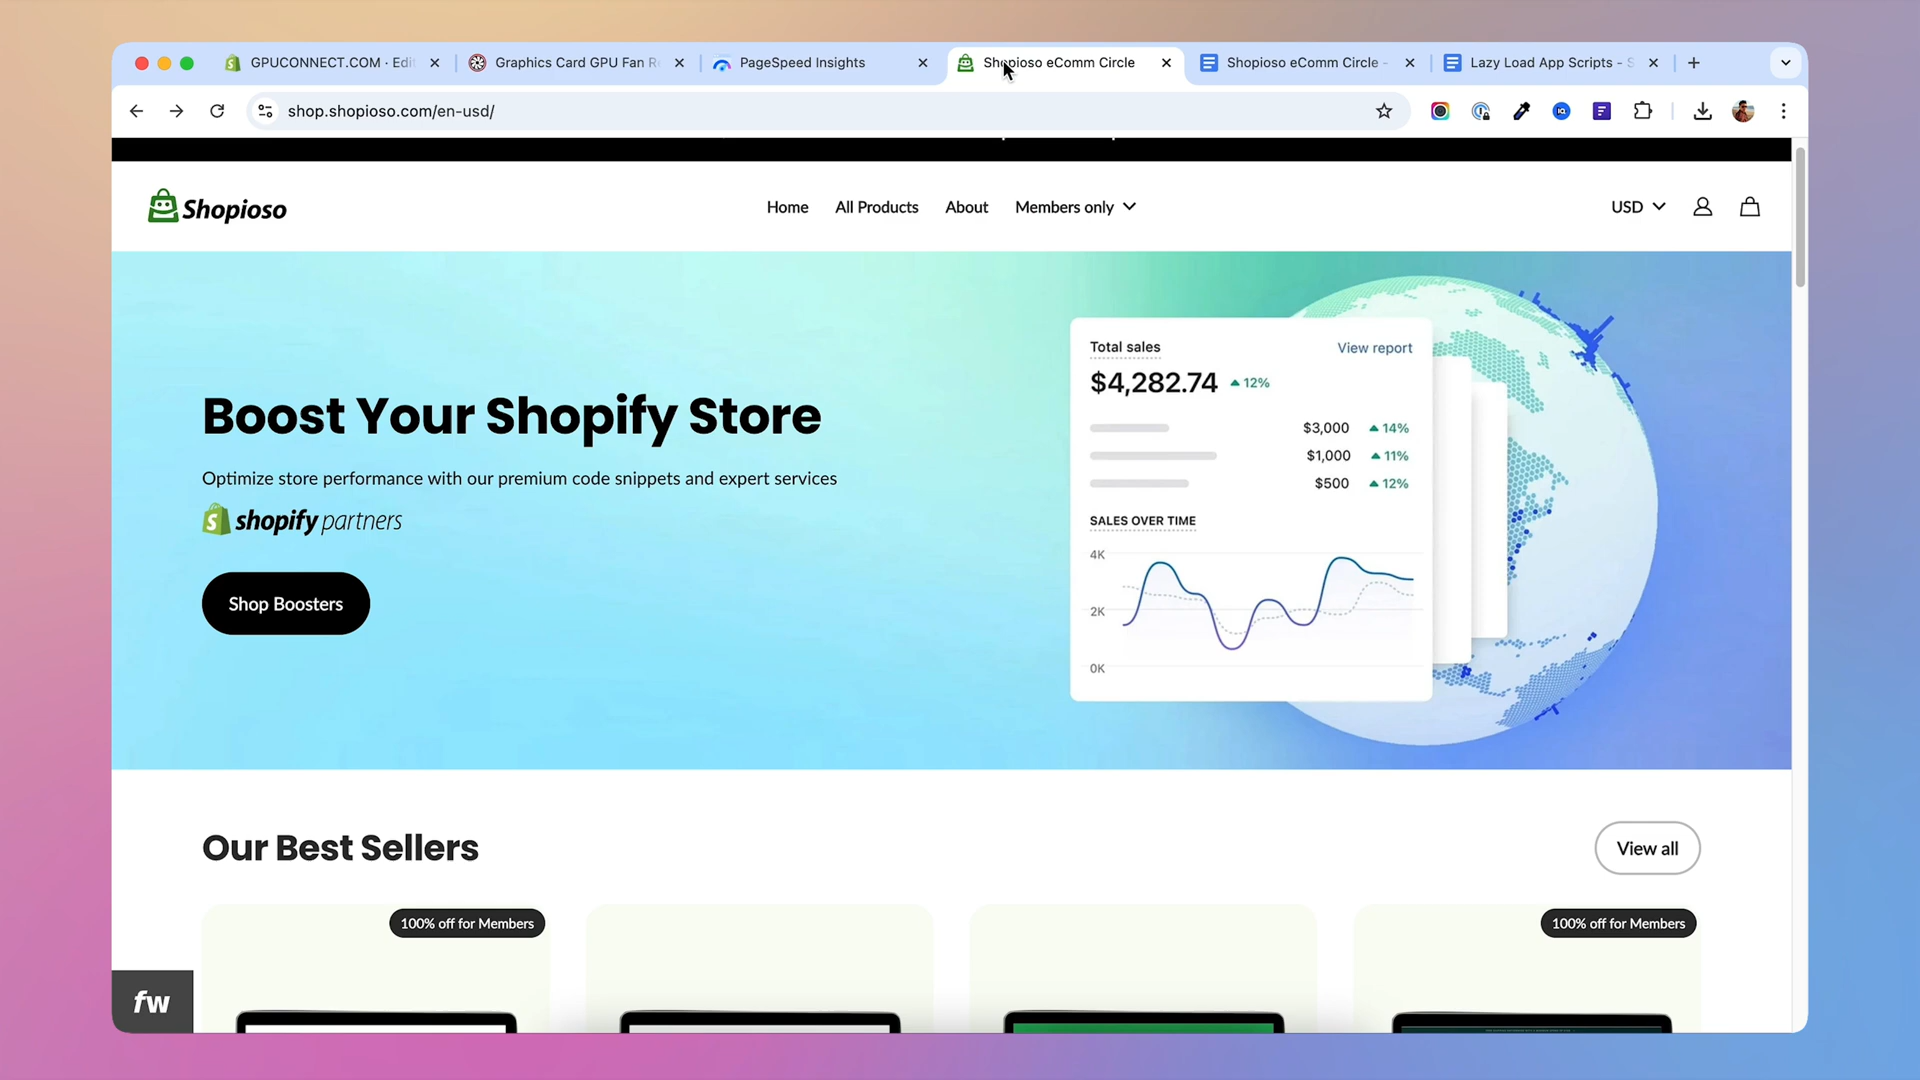 GPUCONNECT.COM · Edi
Graphics Card GPU Fan R
PageSpeed Insights
Shopioso eComm Circle
Shopioso eComm Circle -
Lazy Load App Scripts - S
shop.shopioso.com/en-usd/
Shopioso
Home
All Products
About
Members only
USD
Boost Your Shopify Store
Optimize store performance with our premium code snippets and expert services
shopify partners
Shop Boosters
Total sales
View report
$4,282.74
12%
$3,000
14%
$1,000
11%
$500
12%
SALES OVER TIME
4K
2K
0K
Our Best Sellers
View all
100% off for Members
100% off for Members
fw